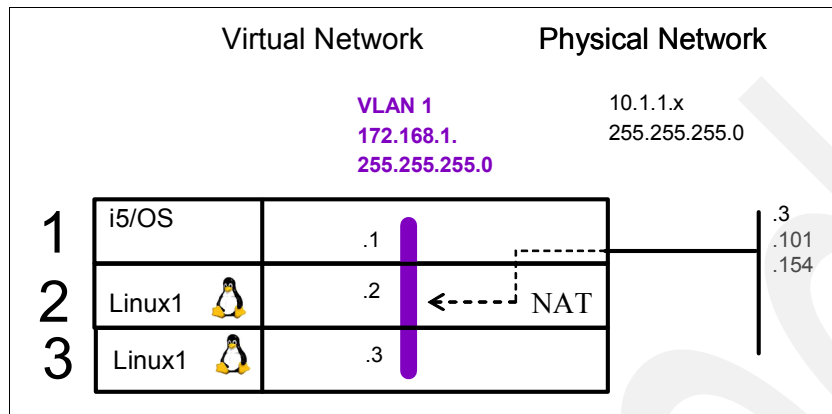 Virtual Network
Physical Network
VLAN 1
172.168.1.
255.255.255.0
10.1.1.x
255.255.255.0
1
i5/OS
.1
.3
.101
.154
2
Linux1
.2
NAT
3
Linux1
.3